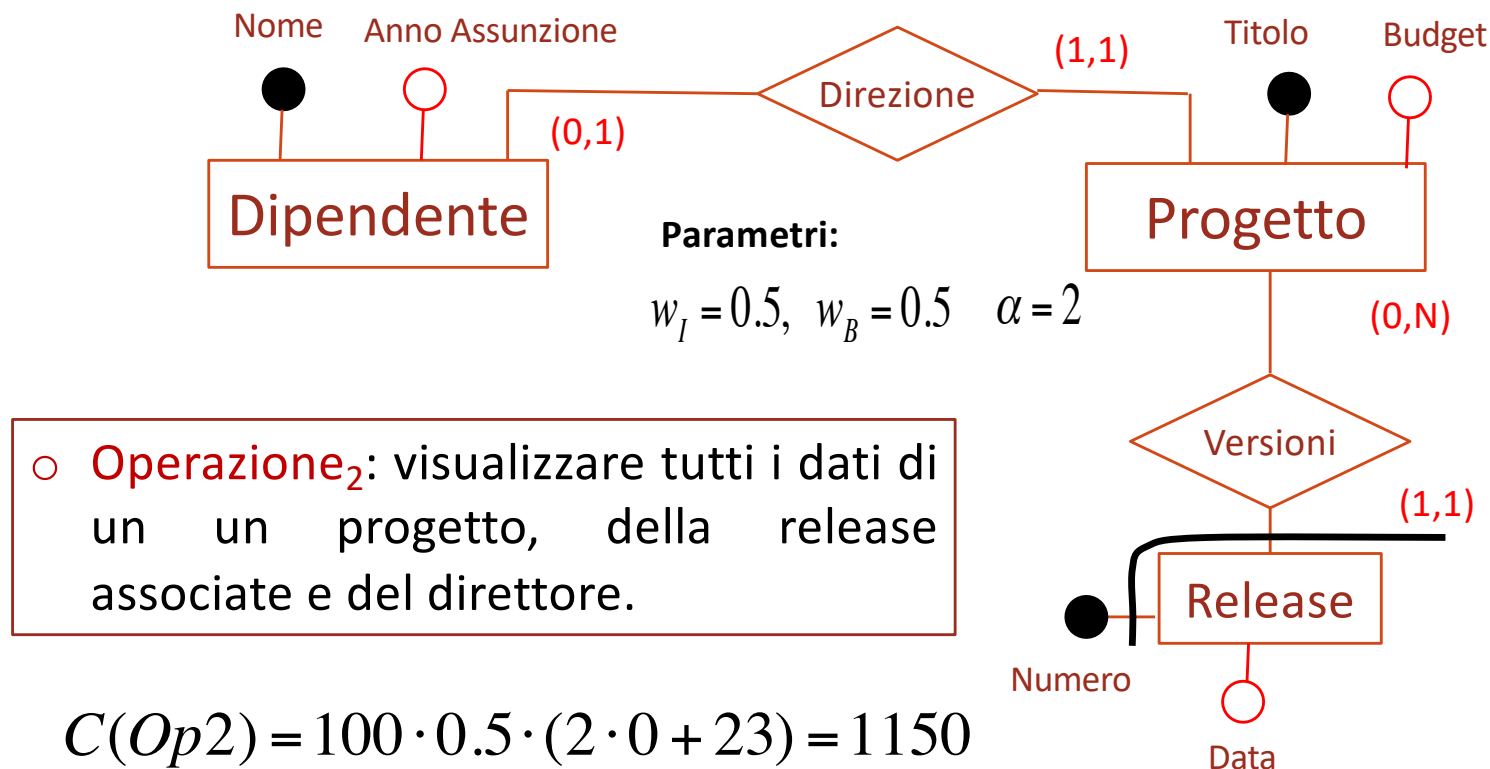 Nome
Anno Assunzione
(0,1)
Direzione
(1,1)
Titolo
Budget
Dipendente
Progetto
Parametri:
w_I = 0.5, w_B = 0.5 α = 2
(0,N)
Versioni
(1,1)
○ Operazione₂: visualizzare tutti i dati di
un un progetto, della release
associate e del direttore.
Release
Numero
Data
C(Op2) = 100 · 0.5 · (2 · 0 + 23) = 1150